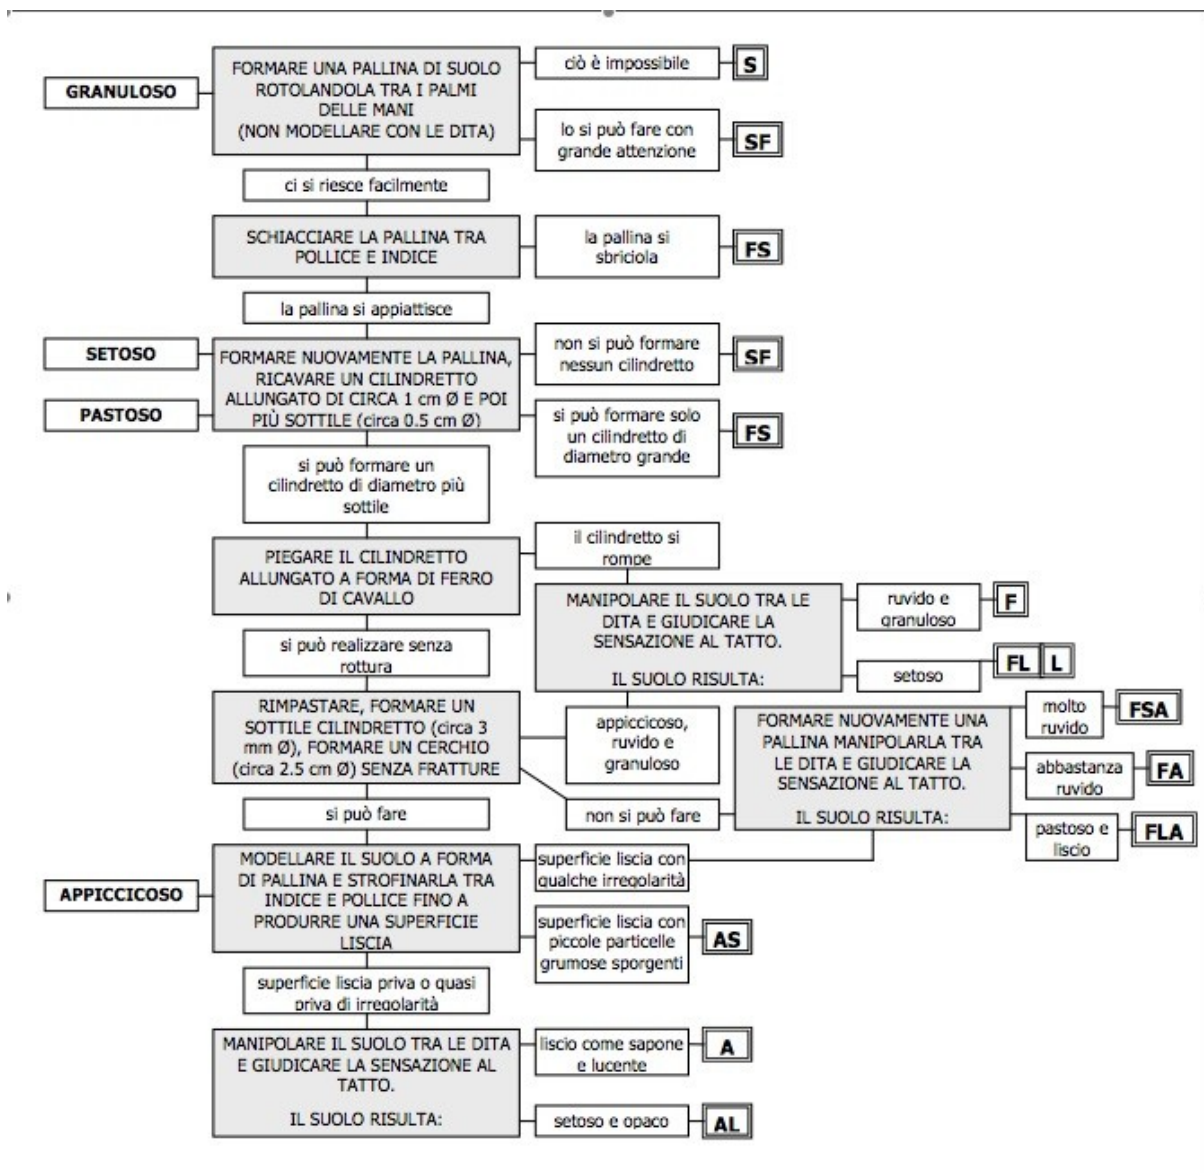 GRANULOSO
FORMARE UNA PALLINA DI SUOLO
ROTOLANDOLA TRA I PALMI
DELLE MANI
(NON MODELLARE CON LE DITA)
ciò è impossibile
S
lo si può fare con
grande attenzione
SF
ci si riesce facilmente
SCHIACCIARE LA PALLINA TRA
POLLICE E INDICE
la pallina si
sbriciola
FS
la pallina si appiattisce
SETOSO
PASTOSO
FORMARE NUOVAMENTE LA PALLINA,
RICAVARE UN CILINDRETTO
ALLUNGATO DI CIRCA 1 cm Ø E POI
PIÙ SOTTILE (circa 0.5 cm Ø)
non si può formare
nessun cilindretto
SF
si può formare solo
un cilindretto di
diametro grande
FS
si può formare un
cilindretto di diametro più
sottile
PIEGARE IL CILINDRETTO
ALLUNGATO A FORMA DI FERRO
DI CAVALLO
il cilindretto si
rompe
MANIPOLARE IL SUOLO TRA LE
DITA E GIUDICARE LA
SENSAZIONE AL TATTO.
IL SUOLO RISULTA:
ruvido e
granuloso
F
setoso
FL
L
si può realizzare senza
rottura
RIMPASTARE, FORMARE UN
SOTTILE CILINDRETTO (circa 3
mm Ø), FORMARE UN CERCHIO
(circa 2.5 cm Ø) SENZA FRATTURE
appiccicoso,
ruvido e
granuloso
non si può fare
FORMARE NUOVAMENTE UNA
PALLINA MANIPOLARLA TRA
LE DITA E GIUDICARE LA
SENSAZIONE AL TATTO.
IL SUOLO RISULTA:
molto
ruvido
FSA
abbastanza
ruvido
FA
pastoso e
liscio
FLA
si può fare
APPICCICOSO
MODELLARE IL SUOLO A FORMA
DI PALLINA E STROFINARLA TRA
INDICE E POLLICE FINO A
PRODURRE UNA SUPERFICIE
LISCIA
superficie liscia con
qualche irregolarità
superficie liscia con
piccole particelle
grumose sporgenti
AS
superficie liscia priva o quasi
priva di irregolarità
MANIPOLARE IL SUOLO TRA LE DITA
E GIUDICARE LA SENSAZIONE AL
TATTO.
IL SUOLO RISULTA:
liscio come sapone
e lucente
A
setoso e opaco
AL